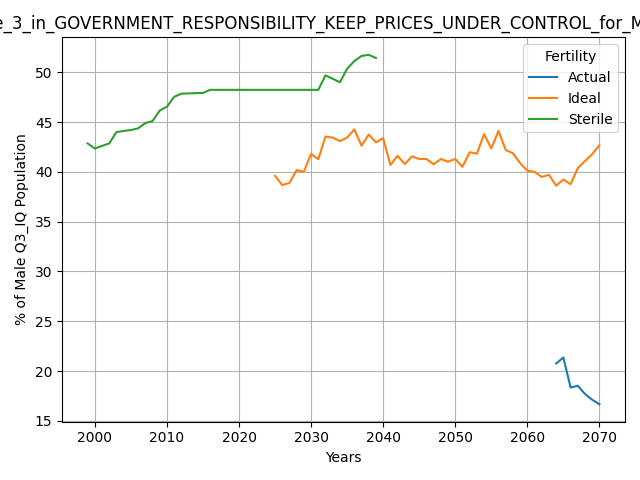 e_3_in_GOVERNMENT_RESPONSIBILITY_KEEP_PRICES_UNDER_CONTROL_for_M
Fertility
Actual
Ideal
Sterile
% of Male Q3_IQ Population
50
45
40
35
30
25
20
15
2000 2010 2020 2030 2040 2050 2060 2070
Years